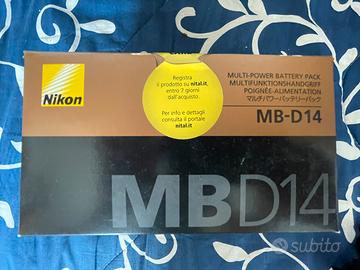 Nikon
Registra
il prodotto su nital.it
entro 7 giorni
dall'acquisto.
Per info e dettagli
consulta il portale
nital.it
MULTI-POWER BATTERY PACK
MULTIFUNKTIONSHANDGRIFF
POIGNÉE-ALIMENTATION
マルチパワーバッテリーパック
MB-D14
MBD14
subito